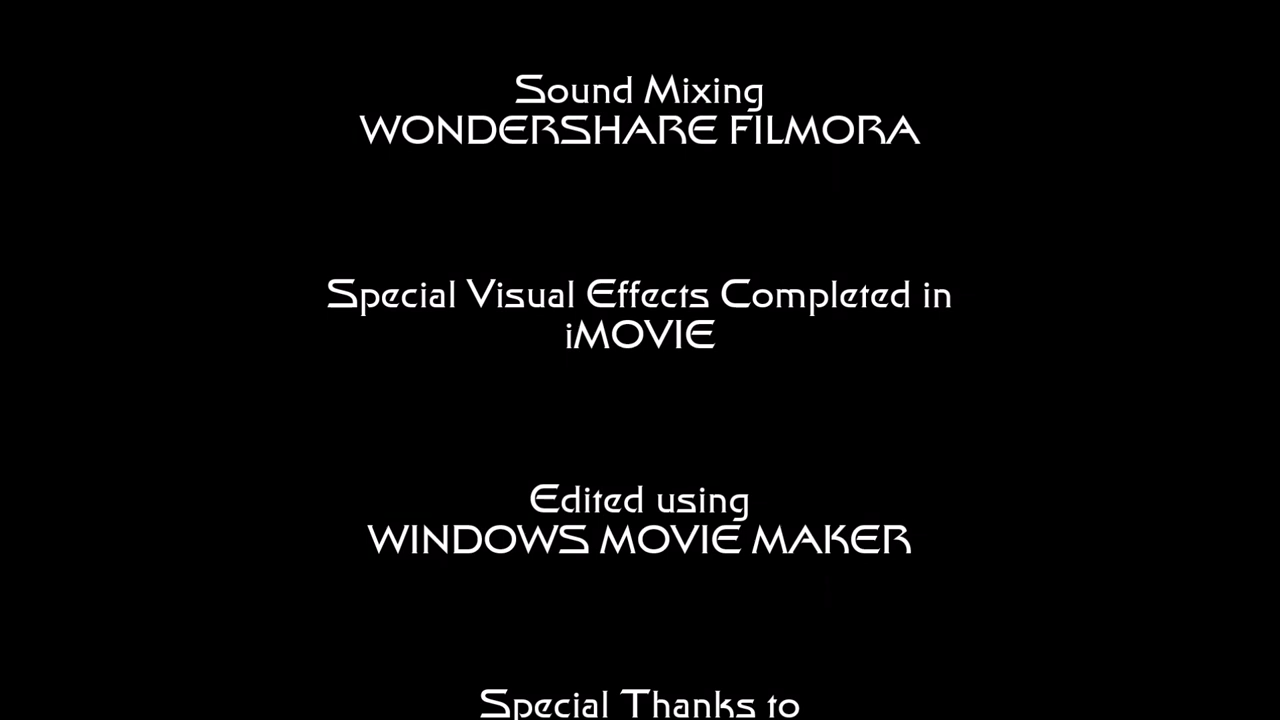 Sound Mixing
WONDERSHARE FILMORA
Special Visual Effects Completed in
iMOVIE
Edited using
WINDOWS MOVIE MAKER
Special Thanks to